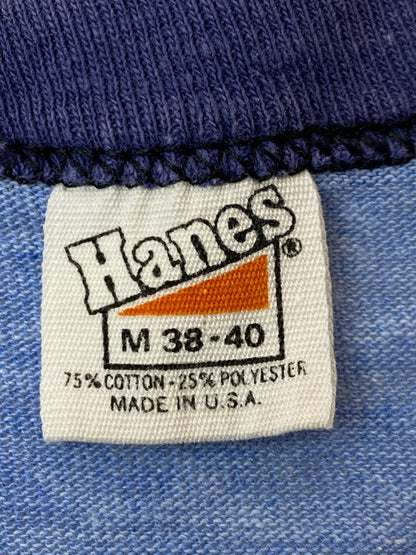 Hanes®
M 38-40
75% COTTON-25% POLYESTER
MADE IN U.S.A.